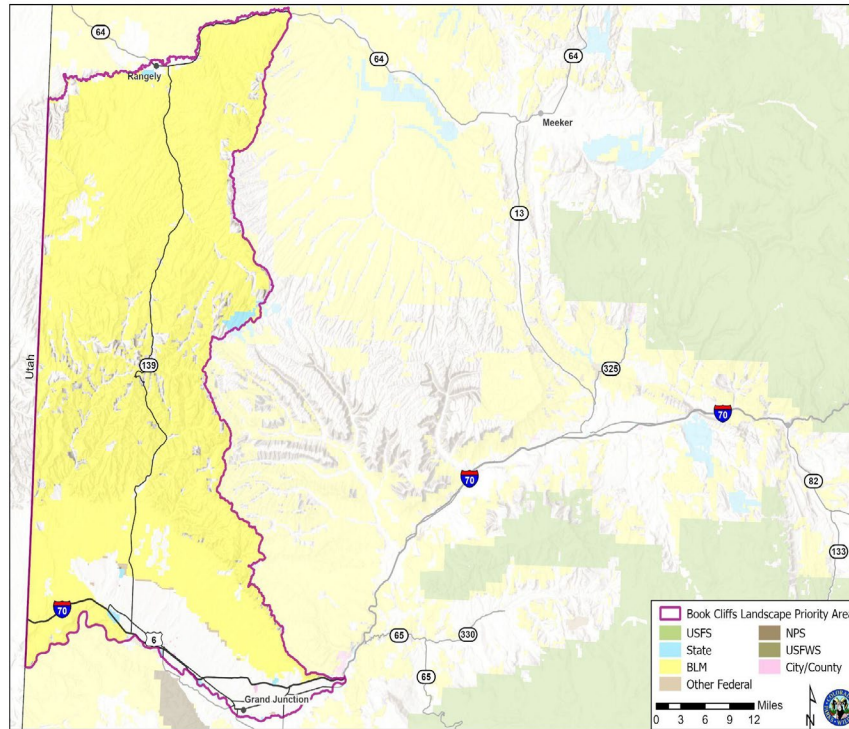 64
Rangely
64
64
Meeker
13
Utah
139
325
70
70
82
133
70
6
65
330
65
Grand Junction
Book Cliffs Landscape Priority Area
USFS
NPS
State
USFWS
BLM
City/County
Other Federal
Miles
0 3 6 9 12
N